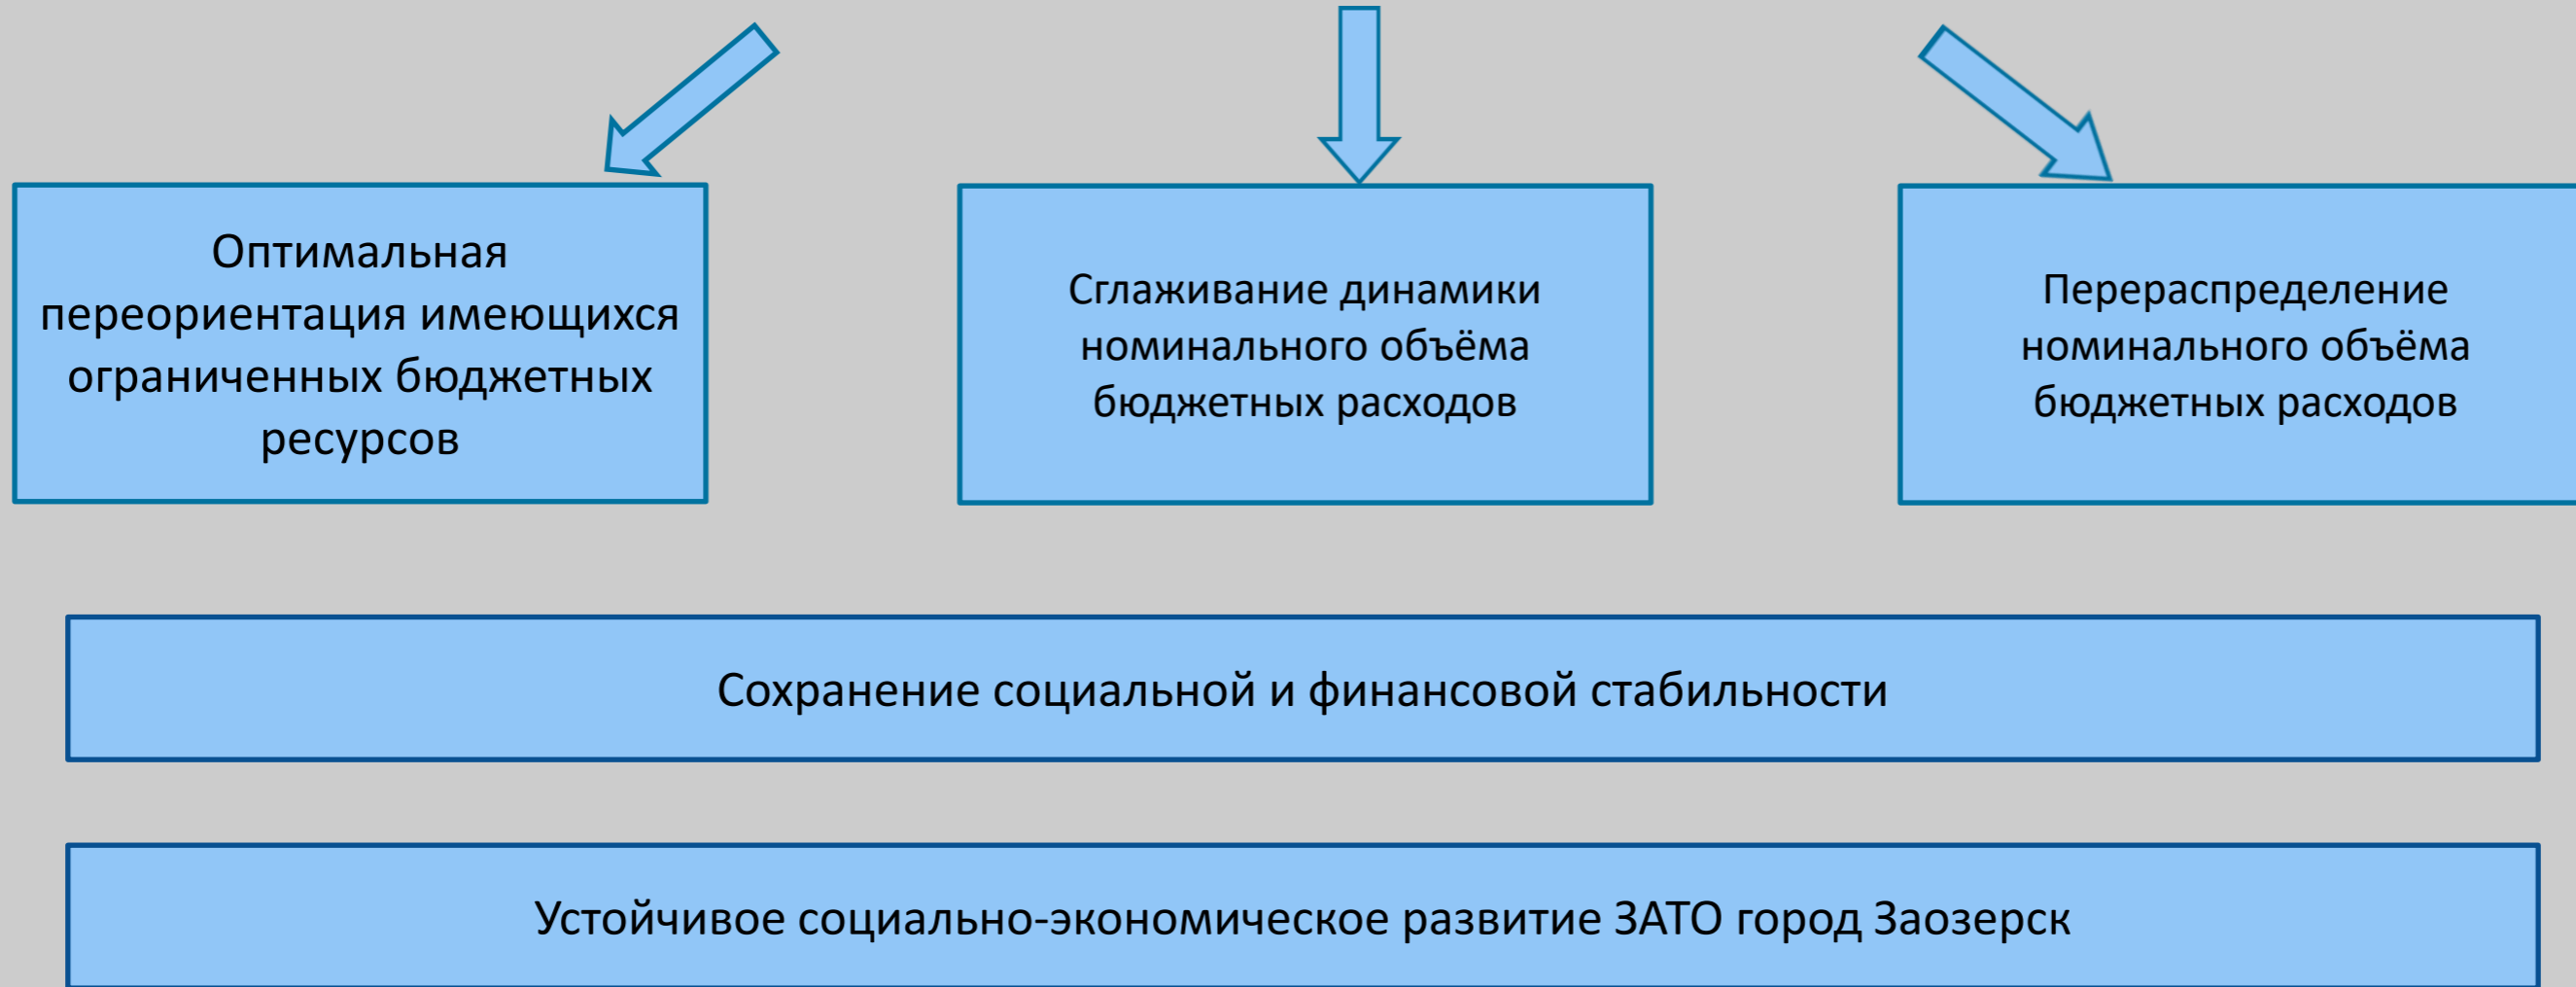 Оптимальная
переориентация имеющихся
ограниченных бюджетных
ресурсов
Сглаживание динамики
номинального объёма
бюджетных расходов
Перераспределение
номинального объёма
бюджетных расходов
Сохранение социальной и финансовой стабильности
Устойчивое социально-экономическое развитие ЗАТО город Заозерск